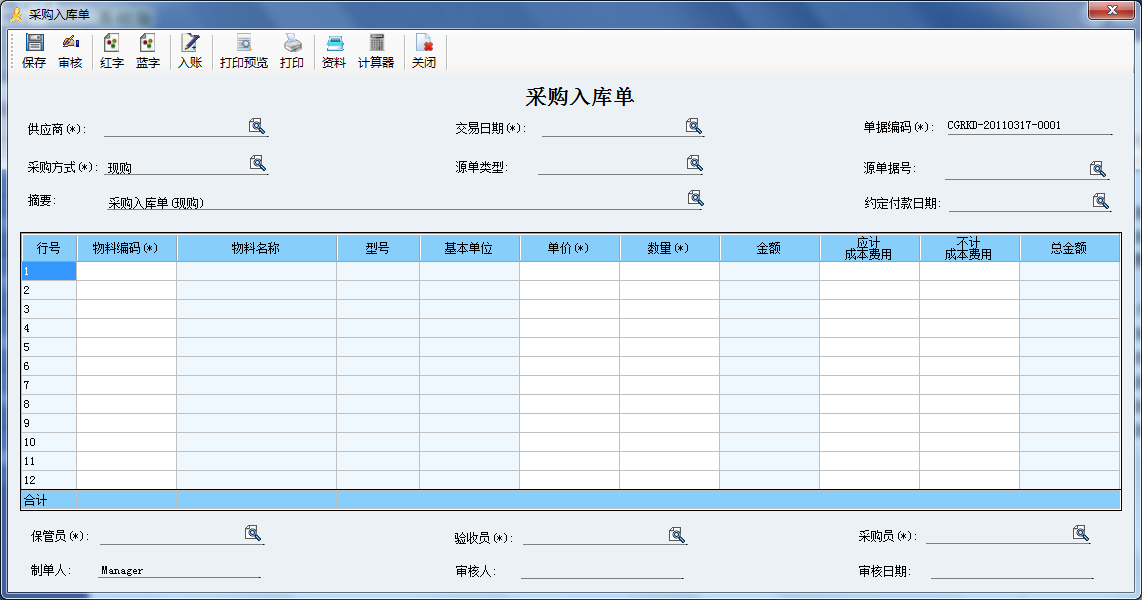 采购入库单
保存 审核 红字 蓝字 入账 打印预览 打印 资料 计算器 关闭
采购入库单
供应商(*): 交易日期(*): 单据编码(*): CGRKD-20110317-0001
采购方式(*): 现购 源单类型: 源单据号:
摘要: 采购入库单(现购) 约定付款日期:
行号 物料编码(*) 物料名称 型号 基本单位 单价(*) 数量(*) 金额 应计成本费用 不计成本费用 总金额
1
2
3
4
5
6
7
8
9
10
11
12
合计
保管员(*): 验收员(*): 采购员(*):
制单人: Manager 审核人: 审核日期: